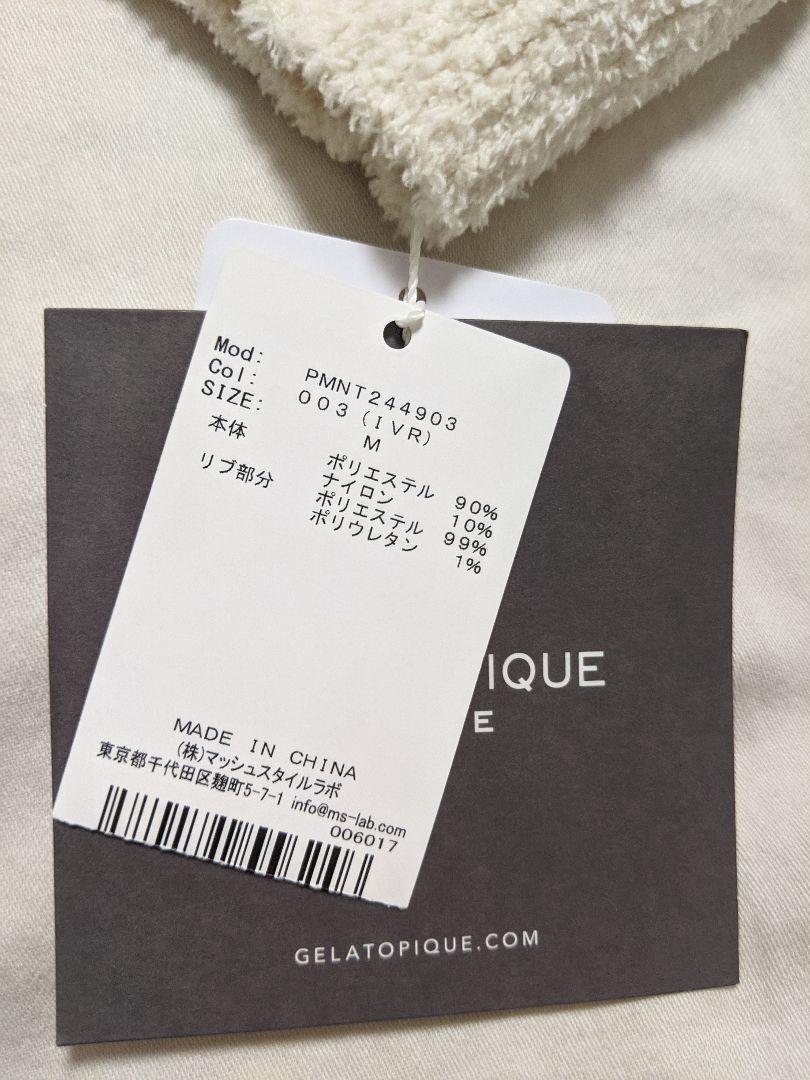 Mod: PMNT244903
Col: 003(IVR)
SIZE: M
本体 ポリエステル 90%
ナイロン 10%
リブ部分 ポリエステル 99%
ポリウレタン 1%
MADE IN CHINA
(株)マッシュスタイルラボ
東京都千代田区麹町5-7-1 info@ms-lab.com
006017
PIQUE
E
GELATOPIQUE.COM